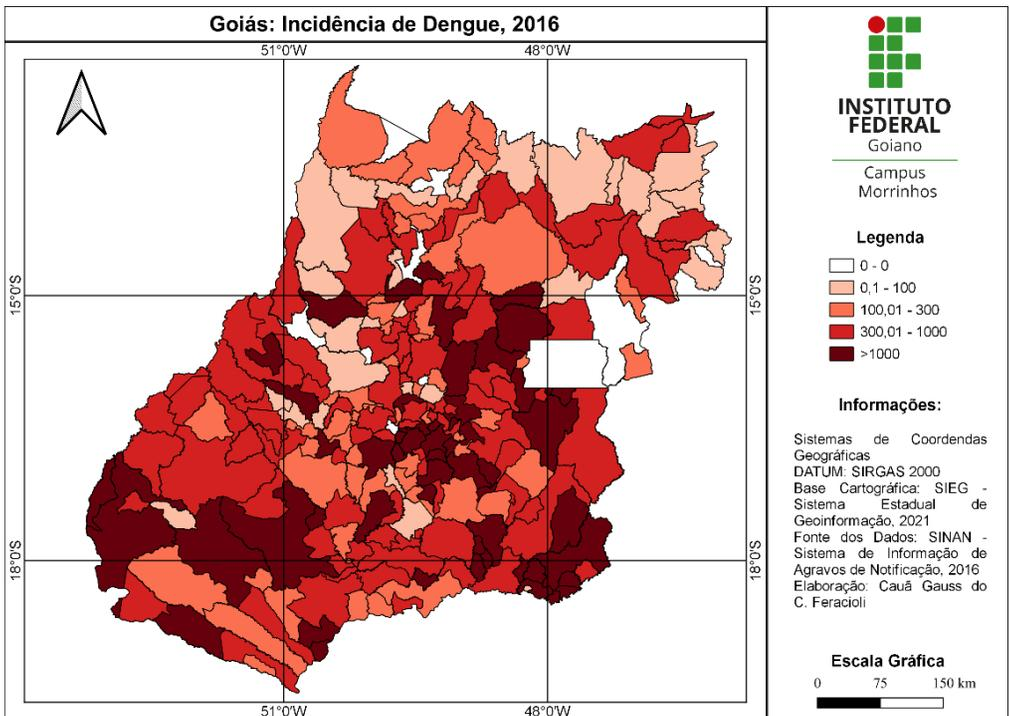 Goiás: Incidência de Dengue, 2016
51°0'W 48°0'W
15°0'S 15°0'S
18°0'S 18°0'S
51°0'W 48°0'W
INSTITUTO
FEDERAL
Goiano
Campus
Morrinhos
Legenda
0 - 0
0,1 - 100
100,01 - 300
300,01 - 1000
>1000
Informações:
Sistemas de Coordendas
Geográficas
DATUM: SIRGAS 2000
Base Cartográfica: SIEG -
Sistema Estadual de
Geoinformação, 2021
Fonte dos Dados: SINAN -
Sistema de Informação de
Agravos de Notificação, 2016
Elaboração: Cauã Gauss do
C. Feracioli
Escala Gráfica
0 75 150 km